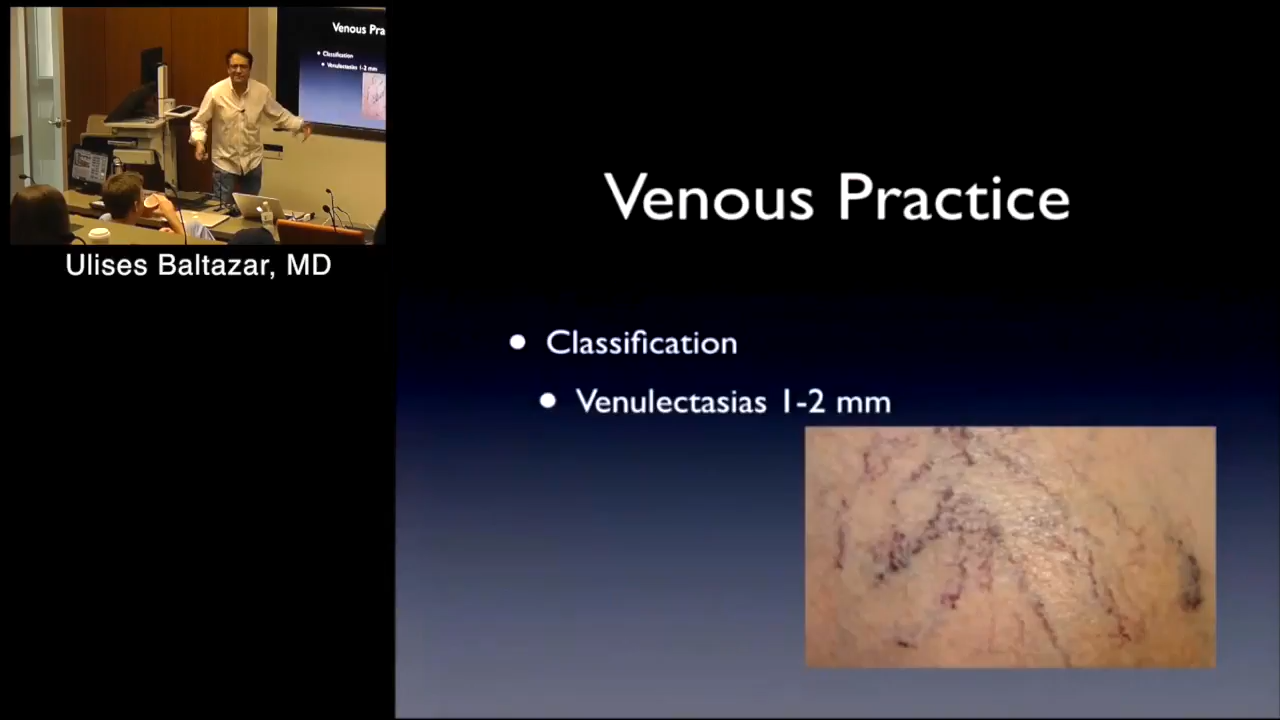 Venous Pra
Classification
Venulectasias 1-2 mm
Ulises Baltazar, MD
Venous Practice
Classification
Venulectasias 1-2 mm